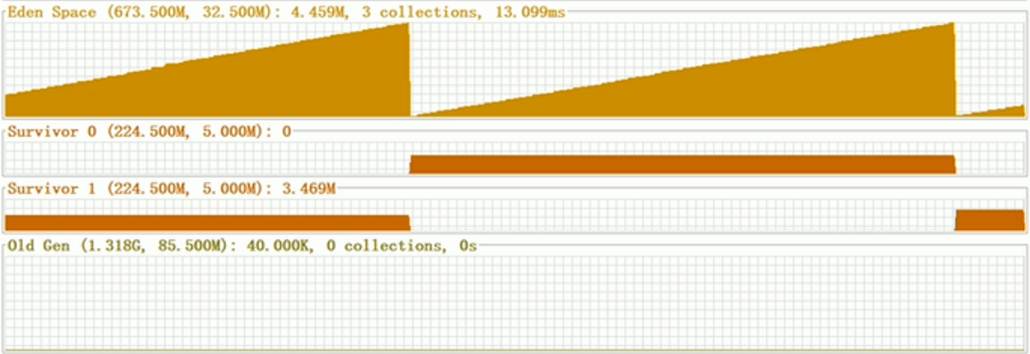 Eden Space (673.500M, 32.500M): 4.459M, 3 collections, 13.099ms
Survivor 0 (224.500M, 5.000M): 0
Survivor 1 (224.500M, 5.000M): 3.469M
Old Gen (1.318G, 85.500M): 40.000K, 0 collections, 0s